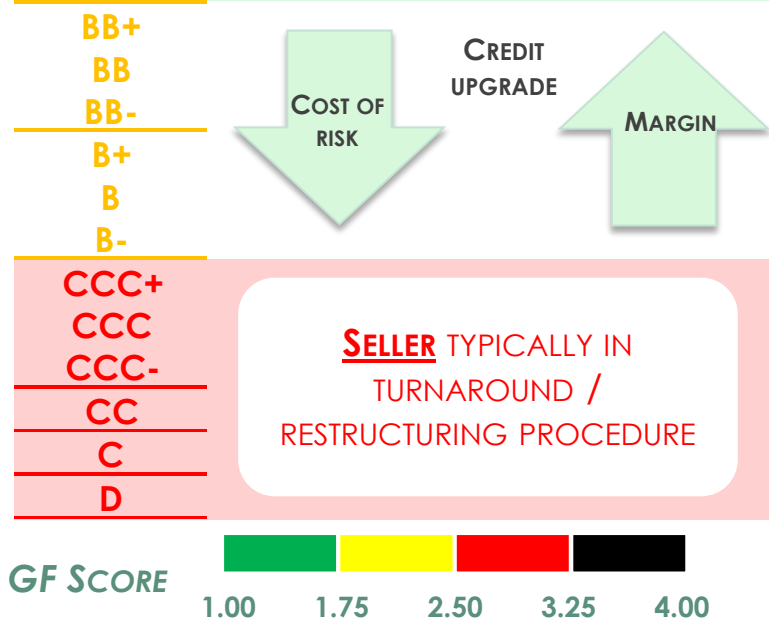 BB+
BB
BB-
B+
B
B-
CCC+
CCC
CCC-
CC
C
D
COST OF
RISK
CREDIT
UPGRADE
MARGIN
SELLER TYPICALLY IN
TURNAROUND /
RESTRUCTURING PROCEDURE
GF SCORE
1.00 1.75 2.50 3.25 4.00